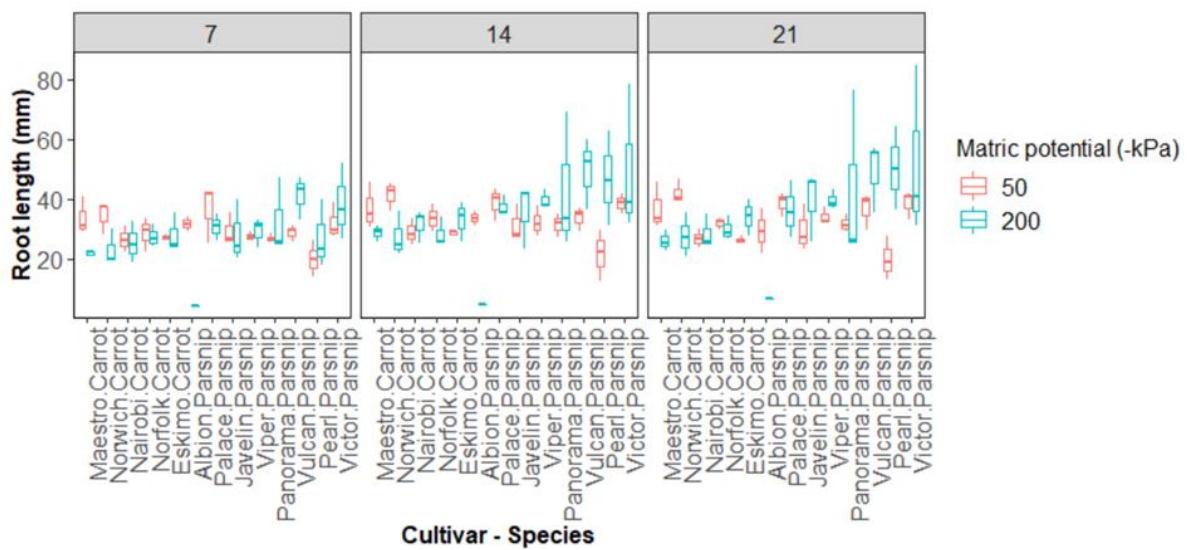 7
14
21
80
60
40
20
Root length (mm)
Matric potential (-kPa)
50
200
Maestro.Carrot
Norwich.Carrot
Nairobi.Carrot
Norfolk.Carrot
Eskimo.Carrot
Albion.Parsnip
Palace.Parsnip
Javelin.Parsnip
Viper.Parsnip
Panorama.Parsnip
Vulcan.Parsnip
Pearl.Parsnip
Victor.Parsnip
Maestro.Carrot
Norwich.Carrot
Nairobi.Carrot
Norfolk.Carrot
Eskimo.Carrot
Albion.Parsnip
Palace.Parsnip
Javelin.Parsnip
Viper.Parsnip
Panorama.Parsnip
Vulcan.Parsnip
Pearl.Parsnip
Victor.Parsnip
Maestro.Carrot
Norwich.Carrot
Nairobi.Carrot
Norfolk.Carrot
Eskimo.Carrot
Albion.Parsnip
Palace.Parsnip
Javelin.Parsnip
Viper.Parsnip
Panorama.Parsnip
Vulcan.Parsnip
Pearl.Parsnip
Victor.Parsnip
Cultivar - Species